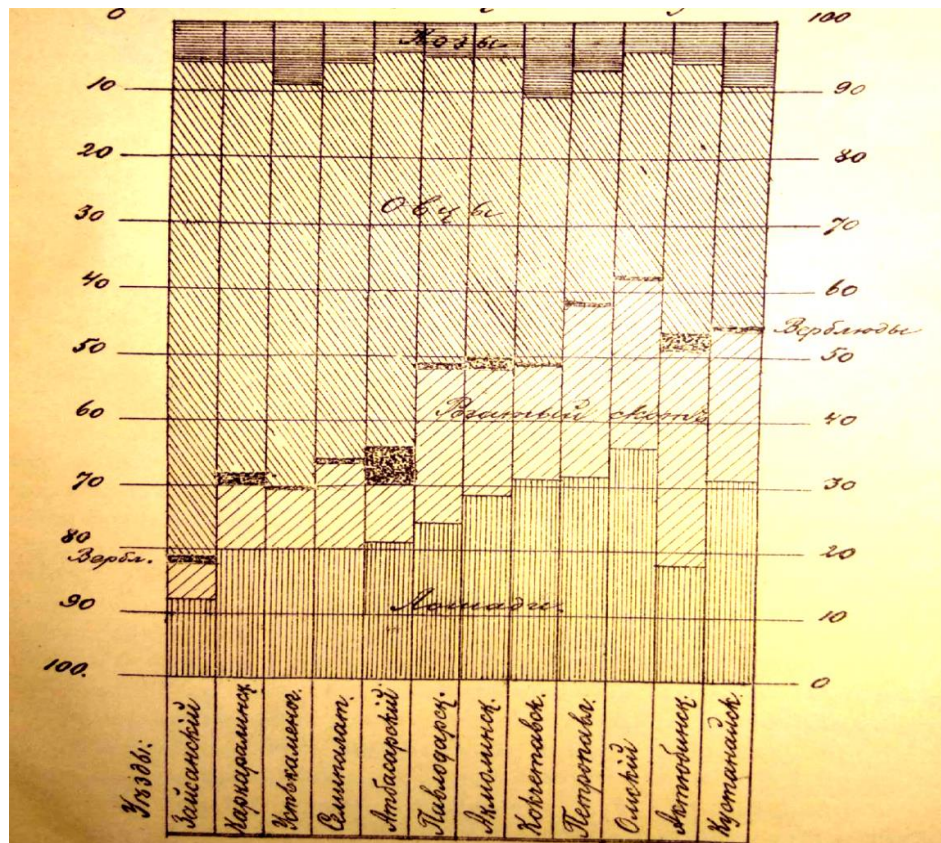 0 100
Козы
10 90
20 80
Овцы
30 70
40 60
Верблюды
50 50
Рогатый скотъ
60 40
70 30
80 20
Вербл.
Лошади.
90 10
100. 0
Уѣзды:
Зайсанскій
Каркаралинск.
Устькаменог.
Семипалат.
Атбасарскій
Павлодарск.
Акмолинск.
Кокчетавск.
Петропавл.
Омскій
Актюбинск.
Кустанайск.